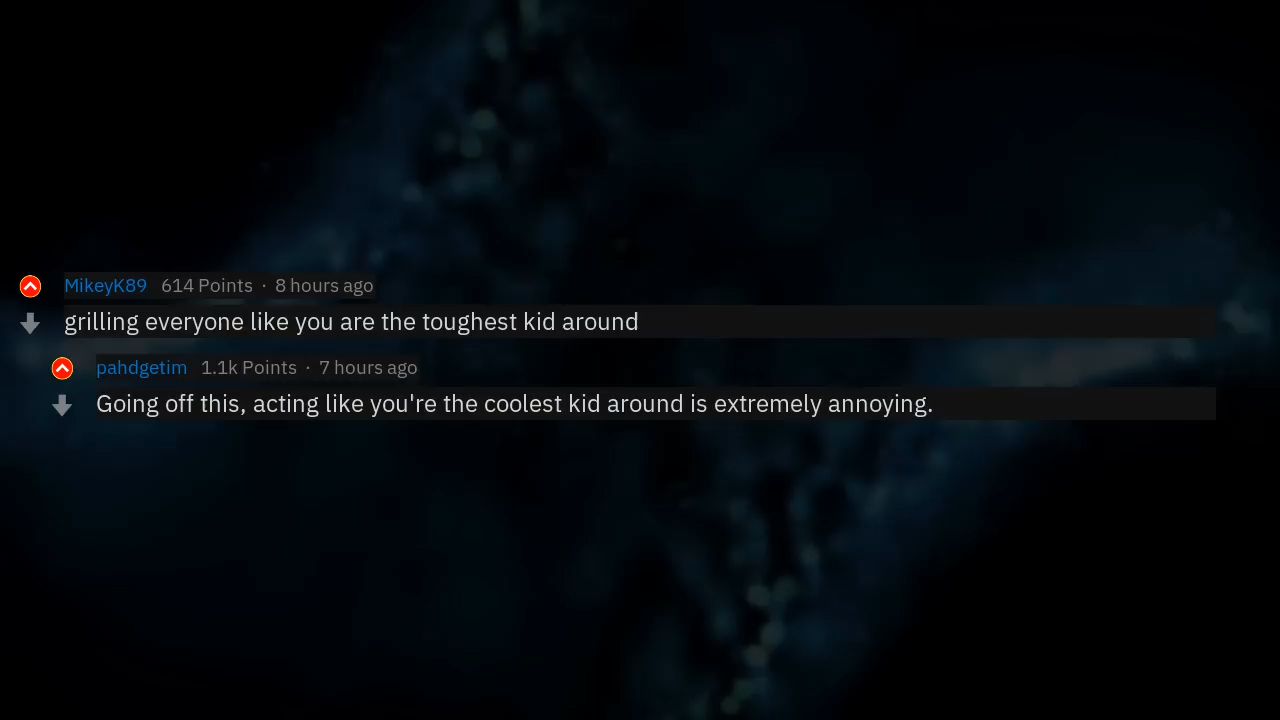 MikeyK89 614 Points · 8 hours ago
grilling everyone like you are the toughest kid around
pahdgetim 1.1k Points · 7 hours ago
Going off this, acting like you're the coolest kid around is extremely annoying.